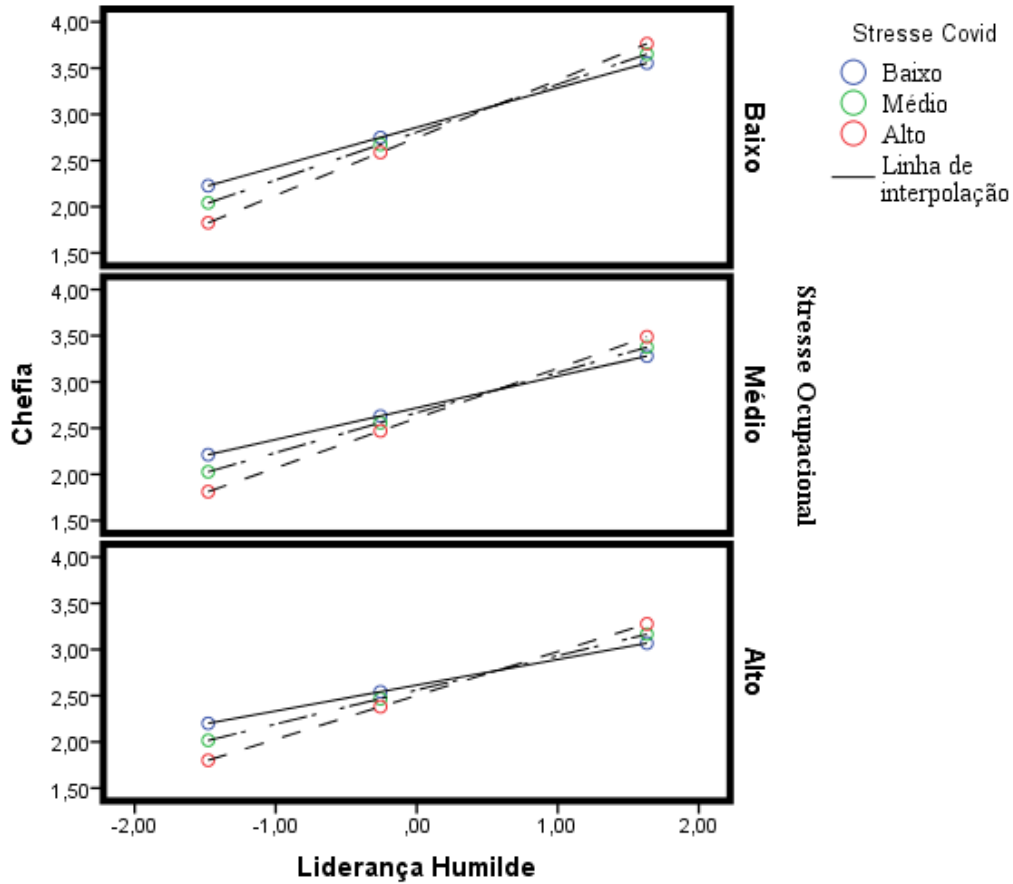 Stresse Covid
Baixo
Médio
Alto
Linha de
interpolação
Chefia
4,00
3,50
3,00
2,50
2,00
1,50
Baixo
4,00
3,50
3,00
2,50
2,00
1,50
Médio
4,00
3,50
3,00
2,50
2,00
1,50
Alto
Stresse Ocupacional
-2,00 -1,00 ,00 1,00 2,00
Liderança Humilde